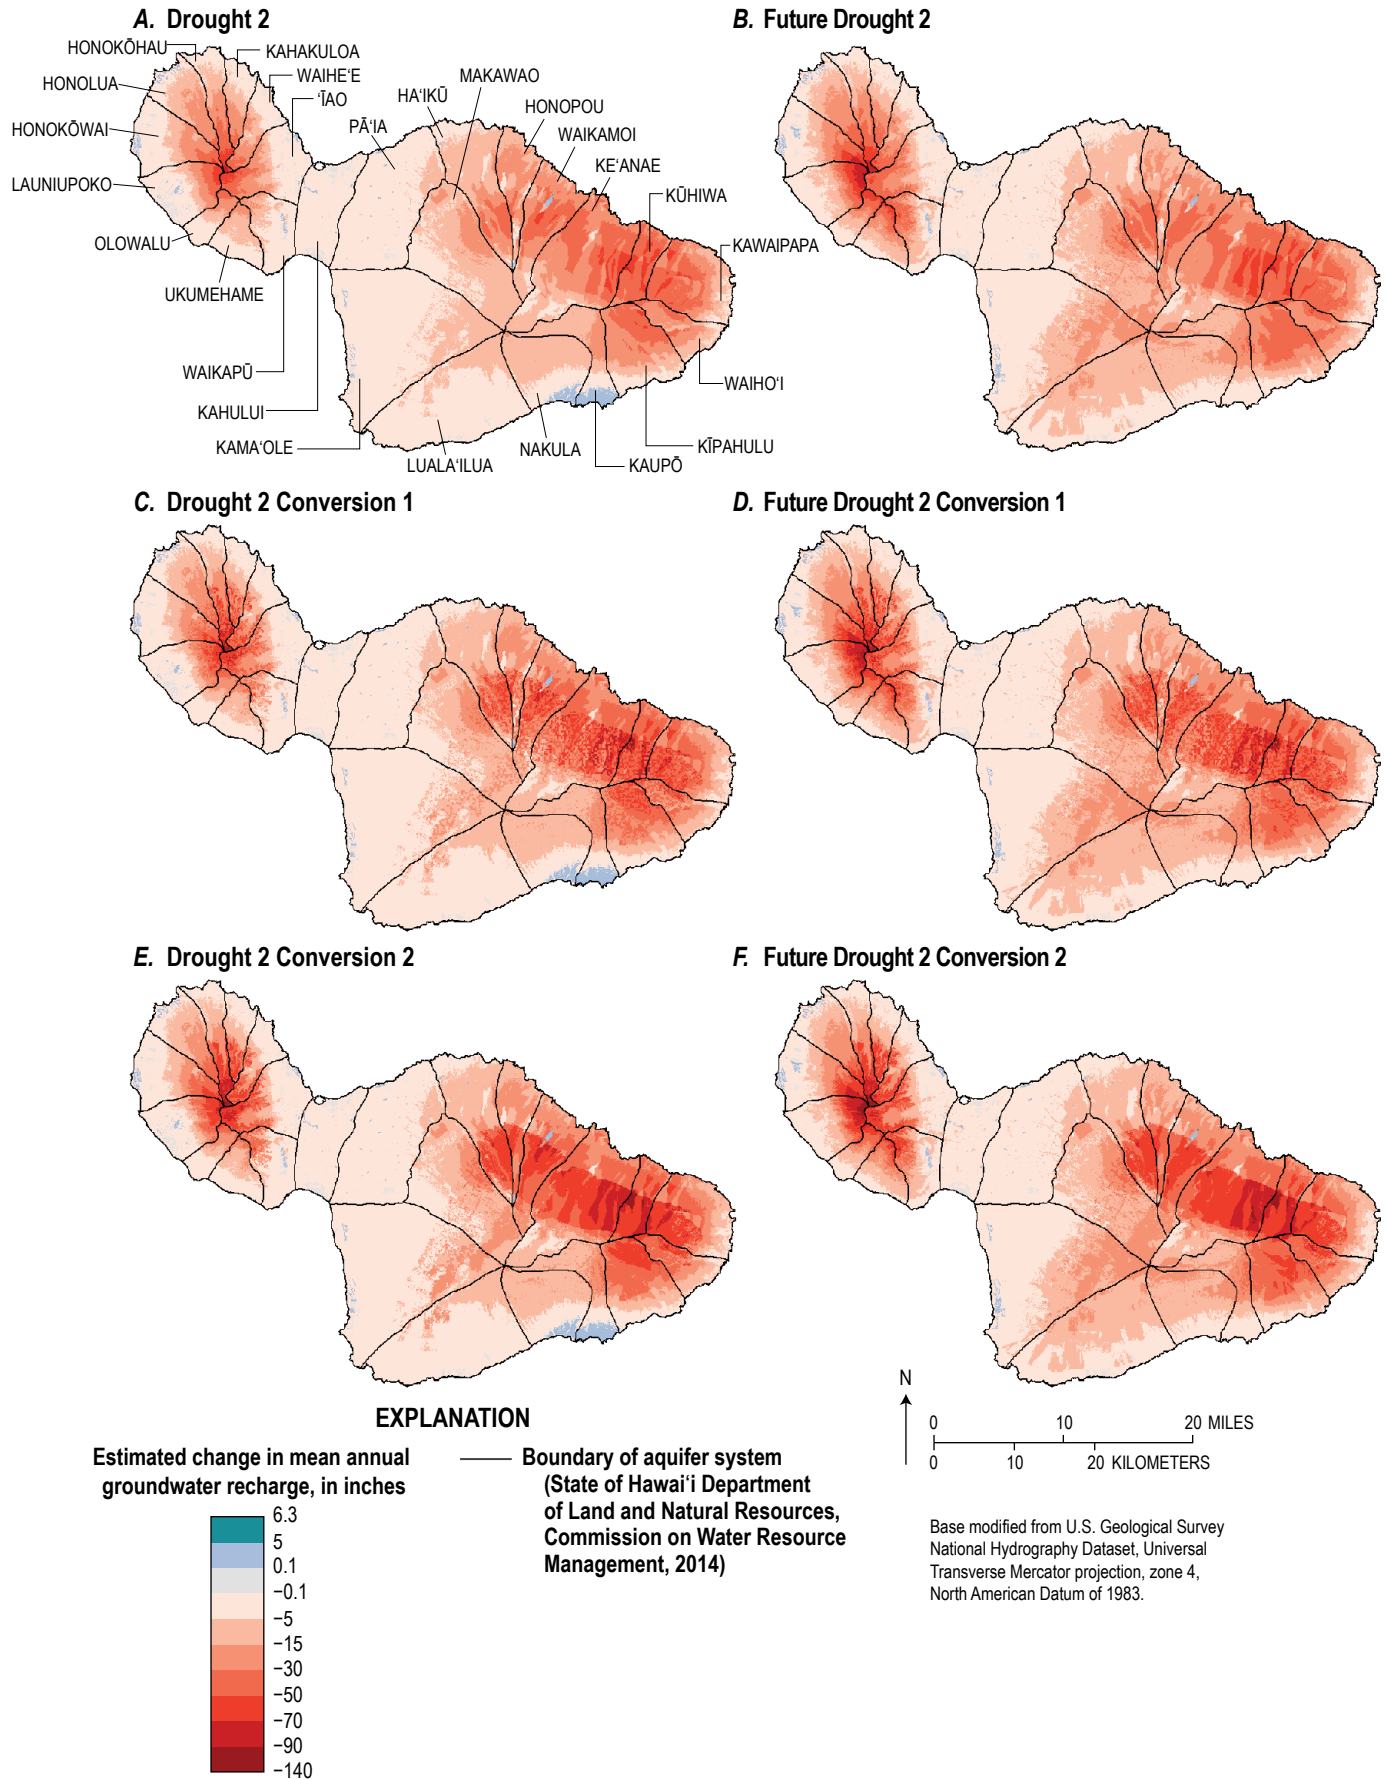 A. Drought 2
B. Future Drought 2
HONOKŌHAU
KAHAKULOA
HONOLUA
WAIHEʻE
ʻĪAO
HONOKŌWAI
PĀʻIA
HAʻIKŪ
MAKAWAO
HONOPOU
WAIKAMOI
KEʻANAE
LAUNIUPOKO
KŪHIWA
OLOWALU
KAWAIPAPA
UKUMEHAME
WAIKAPŪ
WAIHOʻI
KAHULUI
KAMAʻOLE
LUALAʻILUA
NAKULA
KAUPŌ
KĪPAHULU
C. Drought 2 Conversion 1
D. Future Drought 2 Conversion 1
E. Drought 2 Conversion 2
F. Future Drought 2 Conversion 2
EXPLANATION
Estimated change in mean annual
groundwater recharge, in inches
6.3
5
0.1
−0.1
−5
−15
−30
−50
−70
−90
−140
Boundary of aquifer system
(State of Hawaiʻi Department
of Land and Natural Resources,
Commission on Water Resource
Management, 2014)
N
0 10 20 MILES
0 10 20 KILOMETERS
Base modified from U.S. Geological Survey
National Hydrography Dataset, Universal
Transverse Mercator projection, zone 4,
North American Datum of 1983.